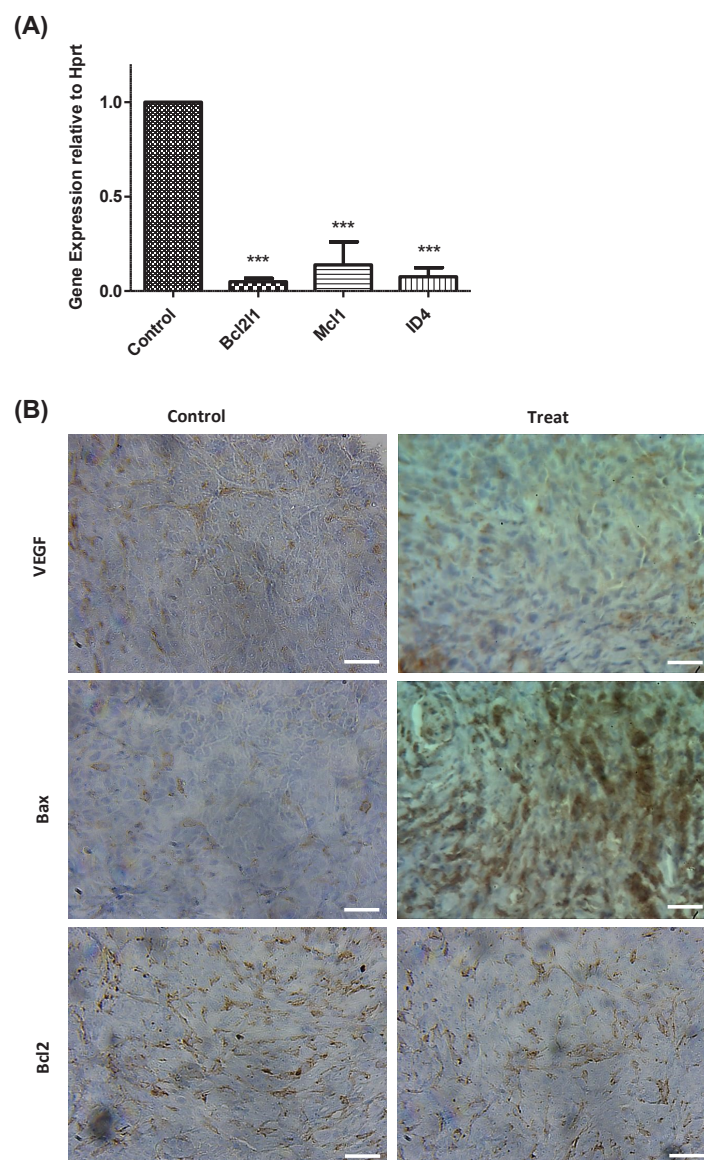 (A)
Gene Expression relative to Hprt
1.0
0.5
0.0
***
***
***
Control
Bcl2l1
Mcl1
ID4
(B)
Control
Treat
VEGF
Bax
Bcl2